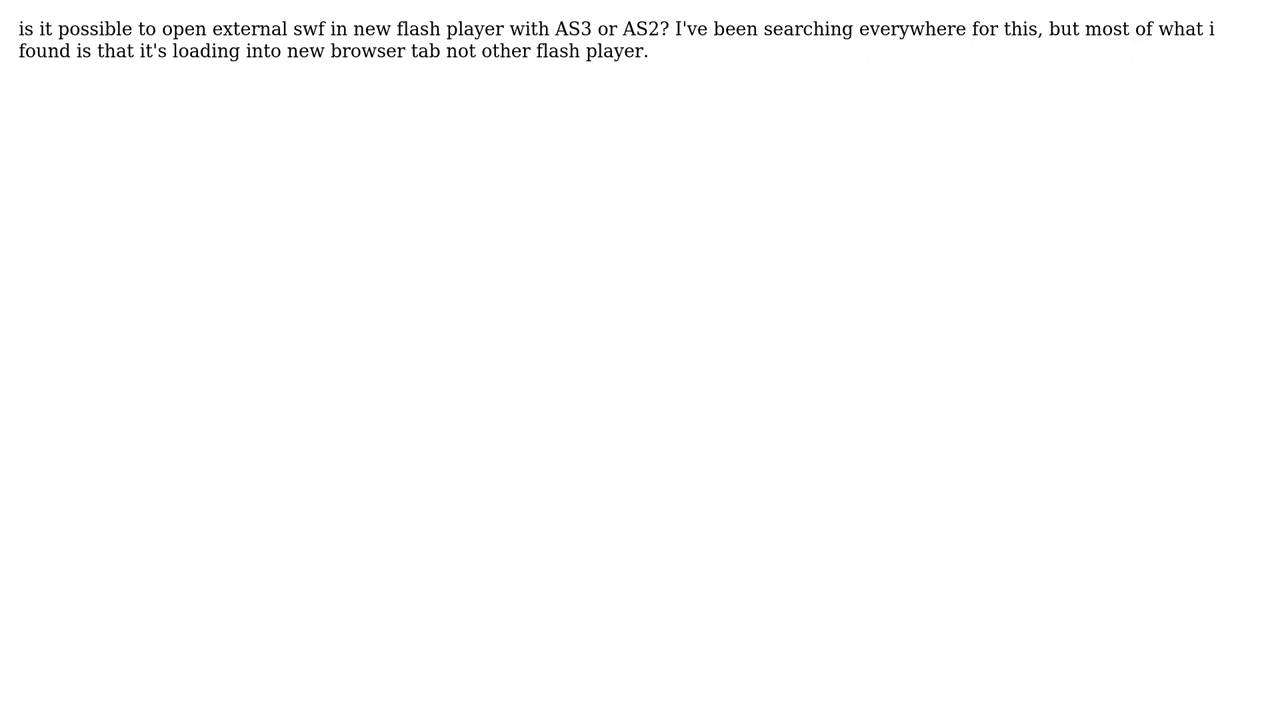 is it possible to open external swf in new flash player with AS3 or AS2? I've been searching everywhere for this, but most of what i
found is that it's loading into new browser tab not other flash player.